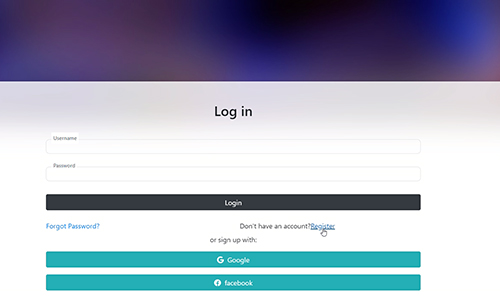 Log in
Username
Password
Login
Forgot Password?
Don't have an account?Register
or sign up with:
Google
facebook